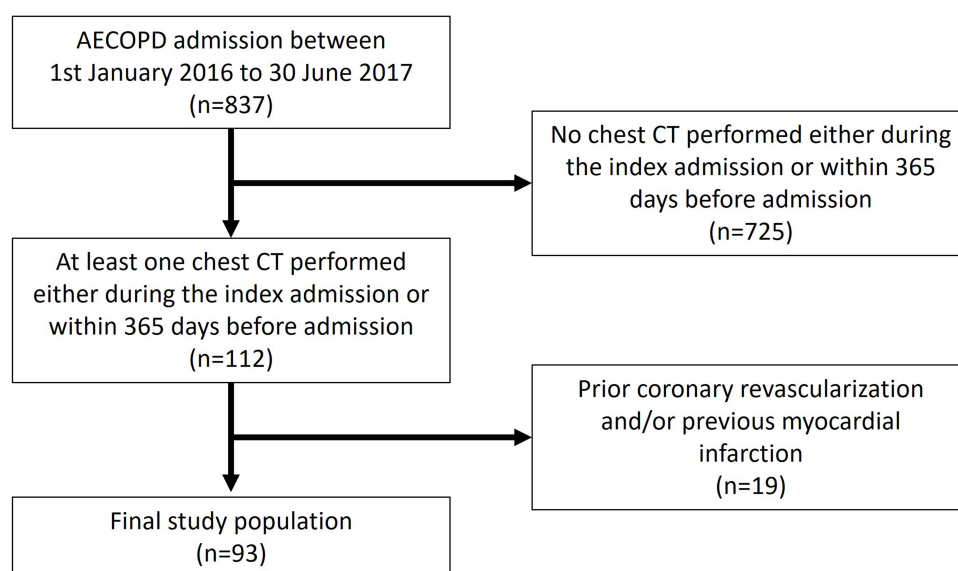 AECOPD admission between
1st January 2016 to 30 June 2017
(n=837)
No chest CT performed either during
the index admission or within 365
days before admission
(n=725)
At least one chest CT performed
either during the index admission or
within 365 days before admission
(n=112)
Prior coronary revascularization
and/or previous myocardial
infarction
(n=19)
Final study population
(n=93)